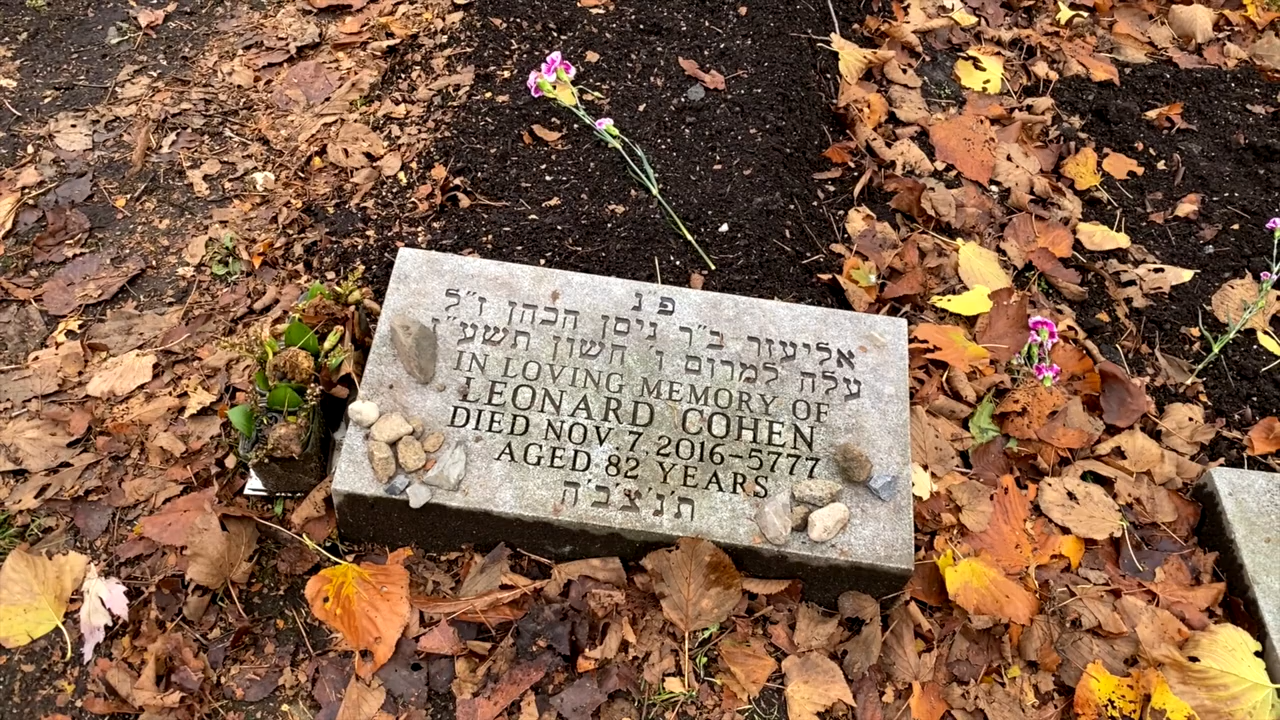 פ נ
אליעזר ב״ר ניסן הכהן ז״ל
עלה למרום ו׳ חשון תשע״ז
IN LOVING MEMORY OF
LEONARD COHEN
DIED NOV. 7, 2016–5777
AGED 82 YEARS
ת׳נ׳צ׳ב׳ה